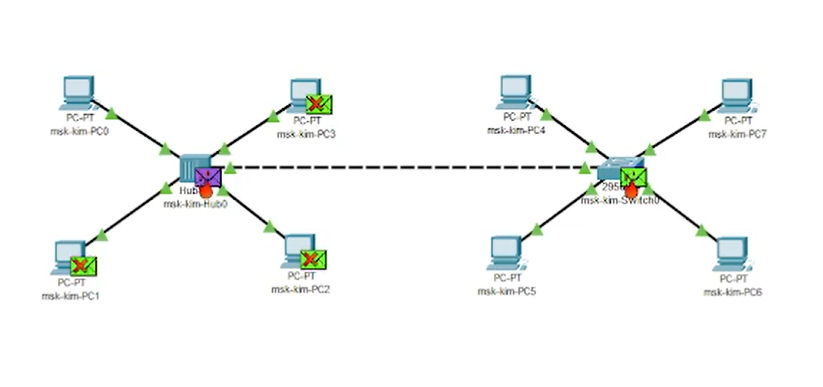 PC-PT
msk-kim-PC0
PC-PT
msk-kim-PC3
PC-PT
msk-kim-PC4
PC-PT
msk-kim-PC7
msk-kim-Hub0
msk-kim-Switch0
PC-PT
msk-kim-PC1
PC-PT
msk-kim-PC2
PC-PT
msk-kim-PC5
PC-PT
msk-kim-PC6